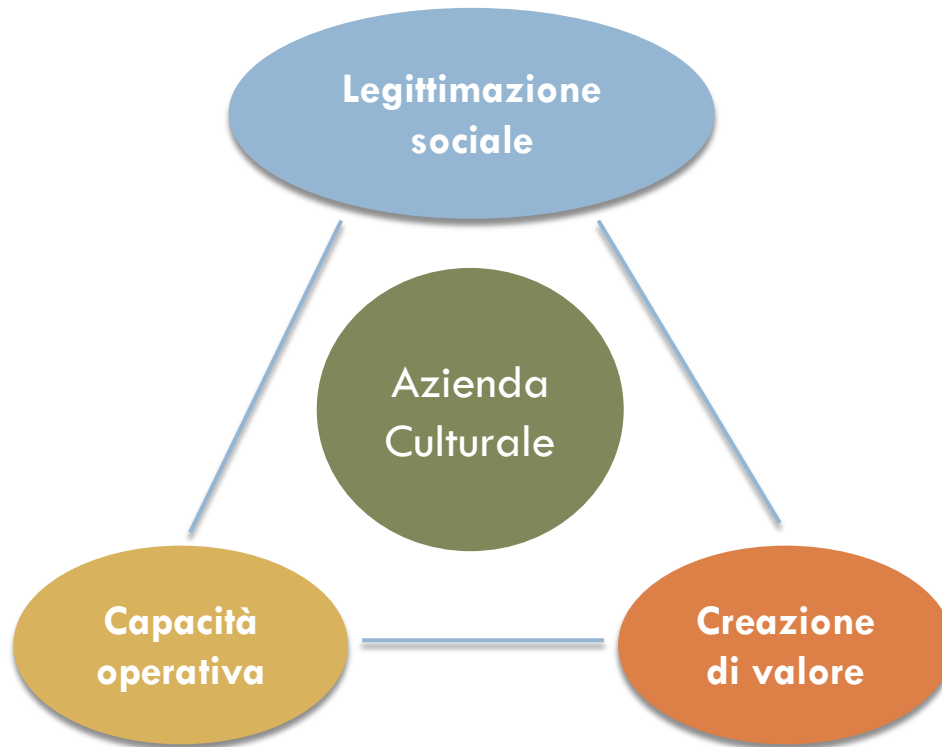 Legittimazione
sociale
Azienda
Culturale
Capacità
operativa
Creazione
di valore